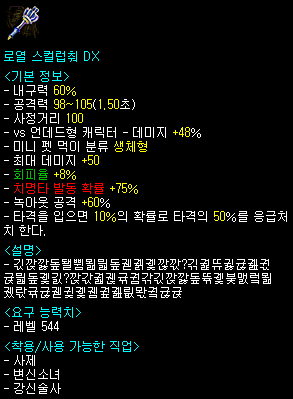 로열 스컬럽춰 DX
<기본 정보>
- 내구력 60%
- 공격력 98~105(1.50초)
- 사정거리 100
- vs 언데드형 캐릭터 - 데미지 +48%
- 미니 펫 먹이 분류 생체형
- 최대 데미지 +50
- 회피율 +8%
- 치명타 발동 확률 +75%
- 녹아웃 공격 +60%
- 타격을 입으면 10%의 확률로 타격의 50%를 응급처
치 한다.
<설명>
<요구 능력치>
- 레벨 544
<착용/사용 가능한 직업>
- 사제
- 변신소녀
- 강신술사